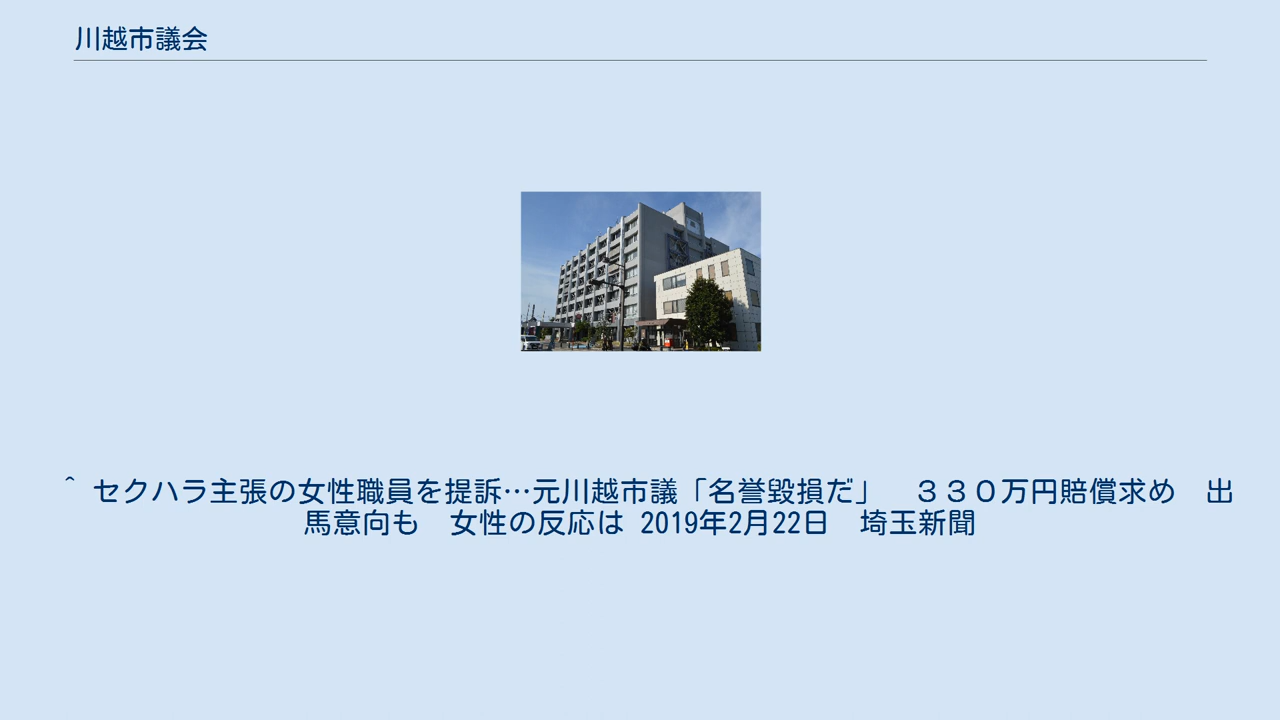 川越市議会
^ セクハラ主張の女性職員を提訴…元川越市議「名誉毀損だ」　３３０万円賠償求め　出
馬意向も　女性の反応は 2019年2月22日　埼玉新聞